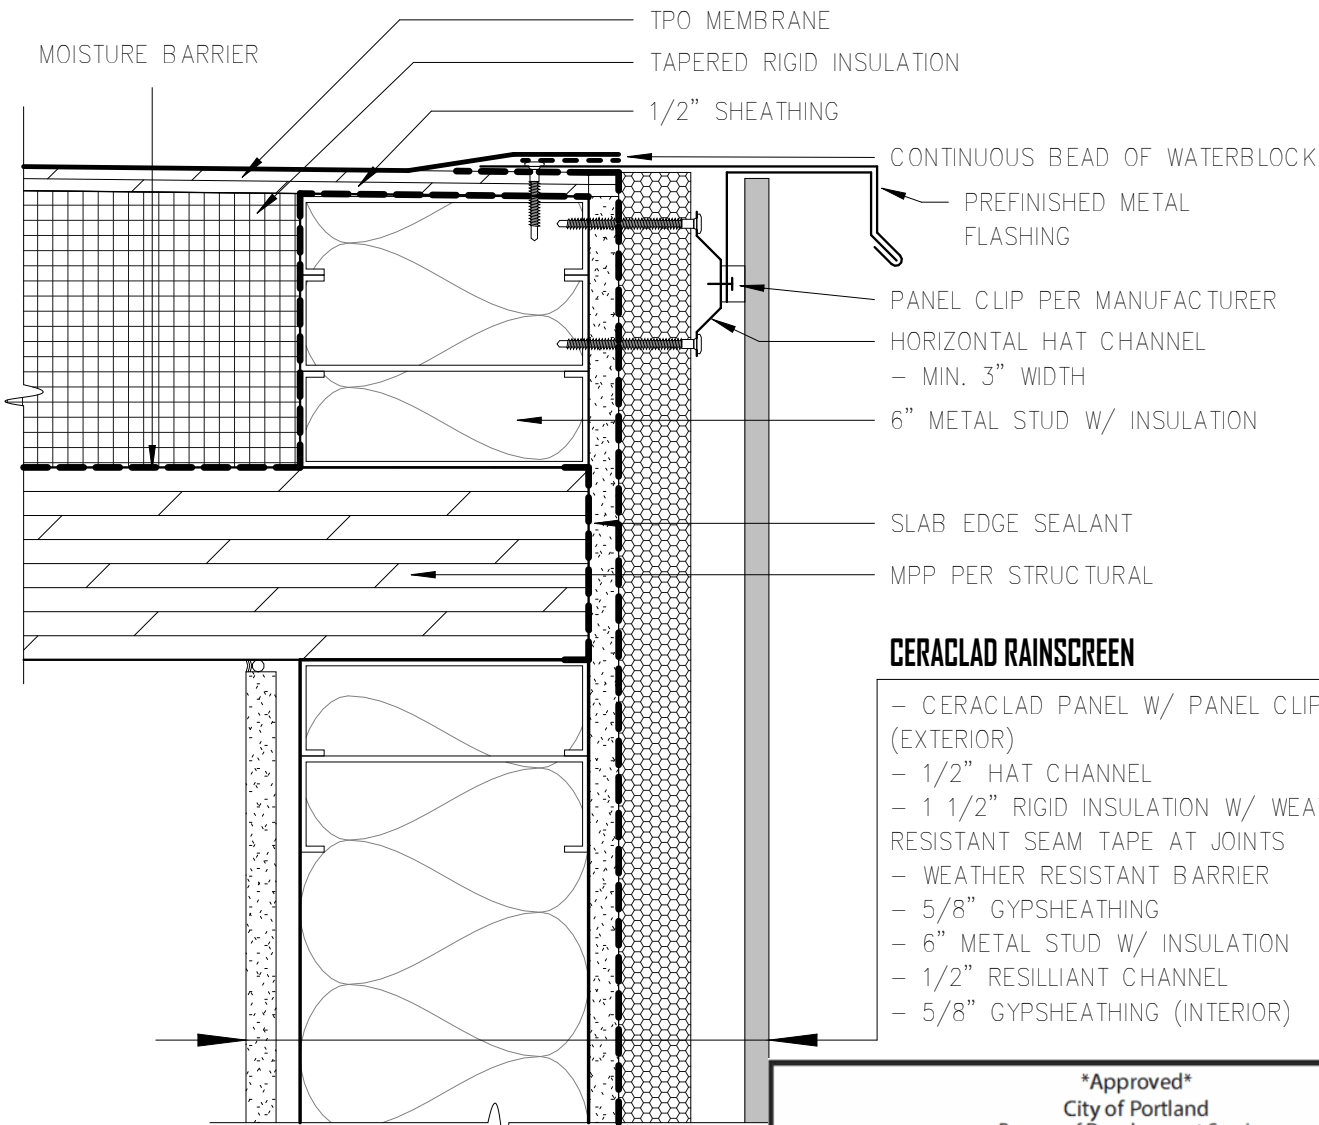 TPO MEMBRANE
MOISTURE BARRIER
TAPERED RIGID INSULATION
1/2” SHEATHING
CONTINUOUS BEAD OF WATERBLOCK
PREFINISHED METAL
FLASHING
PANEL CLIP PER MANUFACTURER
HORIZONTAL HAT CHANNEL
– MIN. 3” WIDTH
6” METAL STUD W/ INSULATION
SLAB EDGE SEALANT
MPP PER STRUCTURAL
CERACLAD RAINSCREEN
– CERACLAD PANEL W/ PANEL CLIP
(EXTERIOR)
– 1/2” HAT CHANNEL
– 1 1/2” RIGID INSULATION W/ WEA
RESISTANT SEAM TAPE AT JOINTS
– WEATHER RESISTANT BARRIER
– 5/8” GYPSHEATHING
– 6” METAL STUD W/ INSULATION
– 1/2” RESILLIANT CHANNEL
– 5/8” GYPSHEATHING (INTERIOR)
*Approved*
City of Portland